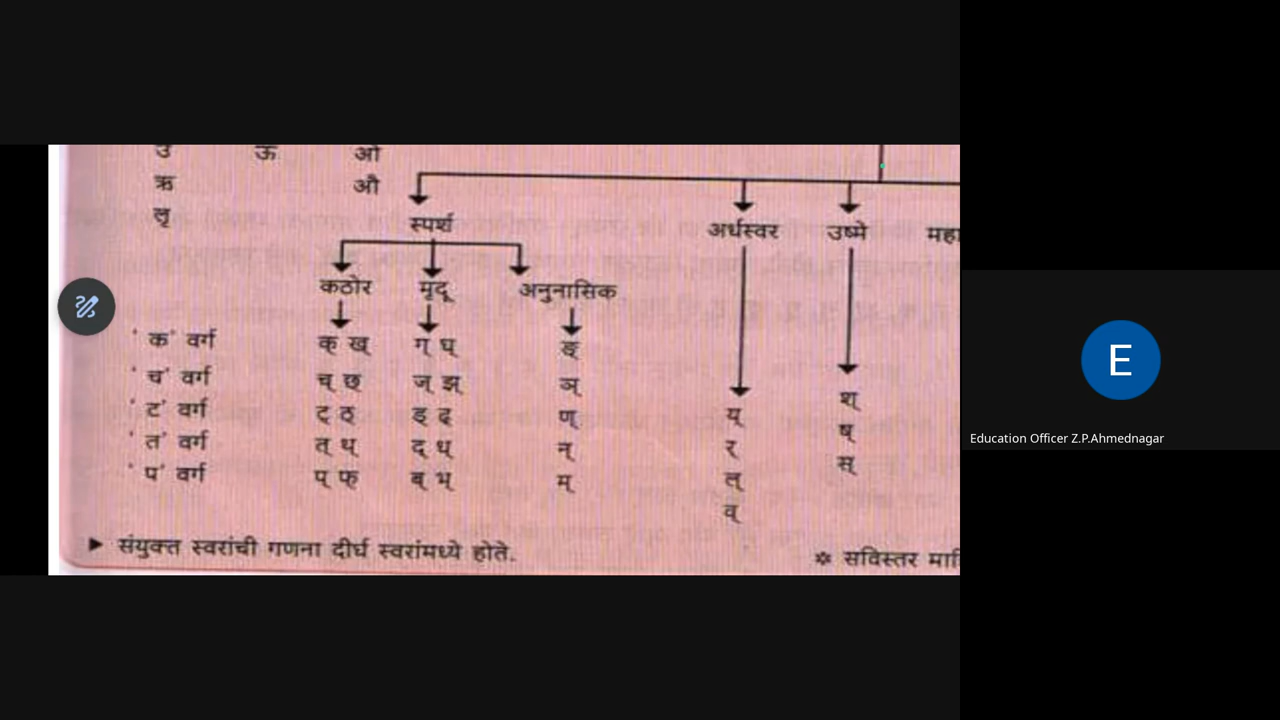 उ ऊ ओ
ऋ औ
लृ
स्पर्श अर्धस्वर उष्मे महा
कठोर मृदू अनुनासिक
'क' वर्ग क् ख् ग् घ् ङ्
'च' वर्ग च् छ् ज् झ् ञ्
'ट' वर्ग ट् ठ् ड् ढ् ण्
'त' वर्ग त् थ् द् ध् न्
'प' वर्ग प् फ् ब् भ् म्
य् श्
र् ष्
ल् स्
व्
► संयुक्त स्वरांची गणना दीर्घ स्वरांमध्ये होते.
✲ सविस्तर माहि
E
Education Officer Z.P.Ahmednagar